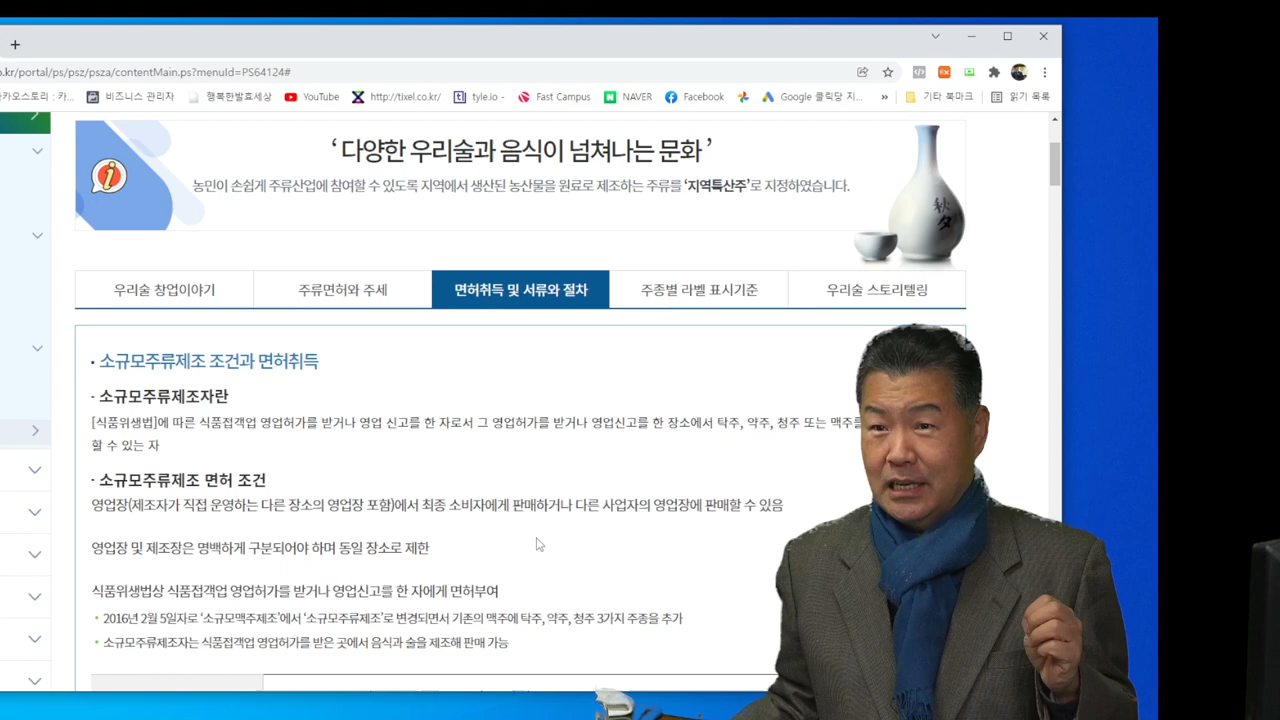 +
o.kr/portal/ps/psz/psza/contentMain.ps?menuId=PS64124#
카오스토리 : 카... 비즈니스 관리자 행복한발효세상 YouTube http://tixel.co.kr/ tyle.io - Fast Campus NAVER Facebook Google 클릭당 지... » 기타 북마크 읽기 목록
‘ 다양한 우리술과 음식이 넘쳐나는 문화 ’
농민이 손쉽게 주류산업에 참여할 수 있도록 지역에서 생산된 농산물을 원료로 제조하는 주류를 ‘지역특산주’로 지정하였습니다.
秋夕
우리술 창업이야기 주류면허와 주세 면허취득 및 서류와 절차 주종별 라벨 표시기준 우리술 스토리텔링
• 소규모주류제조 조건과 면허취득
- 소규모주류제조자란
[식품위생법]에 따른 식품접객업 영업허가를 받거나 영업 신고를 한 자로서 그 영업허가를 받거나 영업신고를 한 장소에서 탁주, 약주, 청주 또는 맥주를
할 수 있는 자
- 소규모주류제조 면허 조건
영업장(제조자가 직접 운영하는 다른 장소의 영업장 포함)에서 최종 소비자에게 판매하거나 다른 사업자의 영업장에 판매할 수 있음
영업장 및 제조장은 명백하게 구분되어야 하며 동일 장소로 제한
식품위생법상 식품접객업 영업허가를 받거나 영업신고를 한 자에게 면허부여
• 2016년 2월 5일자로 ‘소규모맥주제조’에서 ‘소규모주류제조’로 변경되면서 기존의 맥주에 탁주, 약주, 청주 3가지 주종을 추가
• 소규모주류제조자는 식품접객업 영업허가를 받은 곳에서 음식과 술을 제조해 판매 가능